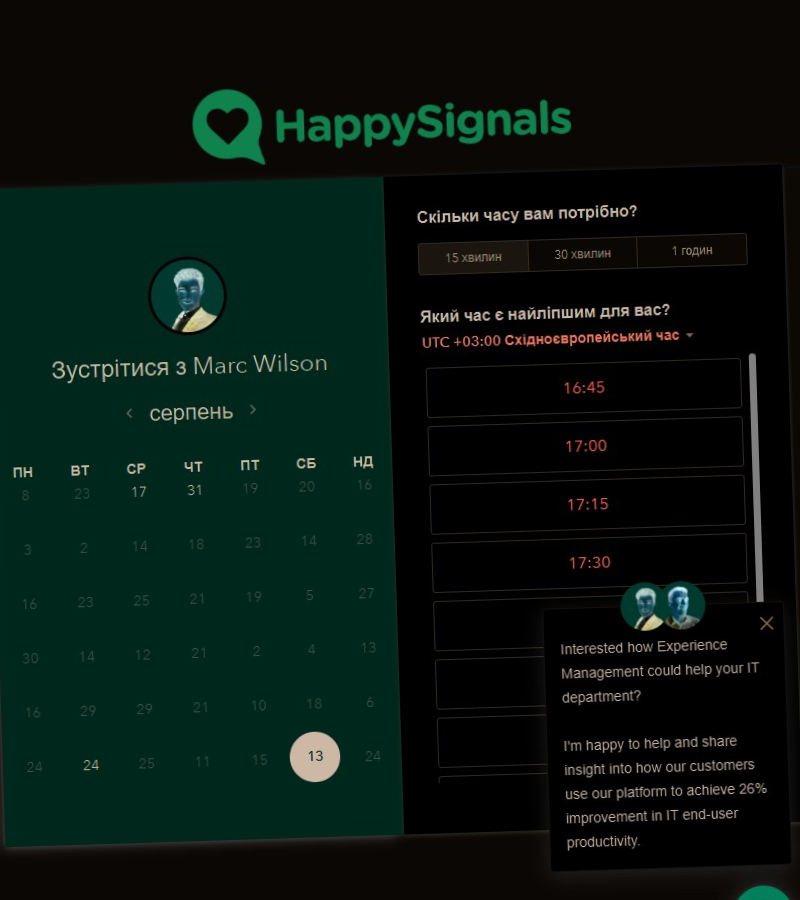 HappySignals
Зустрітися з Marc Wilson
серпень
ПН ВТ СР ЧТ ПТ СБ НД
8 23 17 31 19 20 16
3 2 14 18 23 14 28
16 23 25 21 19 5 27
30 14 12 21 2 4 13
16 29 29 21 10 18 6
24 24 25 11 15 13 24
Скільки часу вам потрібно?
15 хвилин 30 хвилин 1 годин
Який час є найліпшим для вас?
UTC +03:00 Східноєвропейський час
16:45
17:00
17:15
17:30
Interested how Experience
Management could help your IT
department?
I'm happy to help and share
insight into how our customers
use our platform to achieve 26%
improvement in IT end-user
productivity.